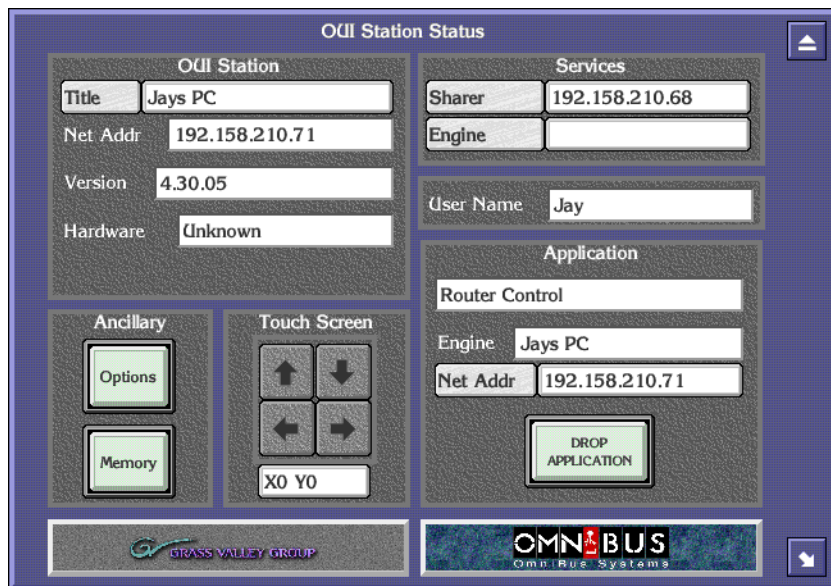 OUI Station Status
OUI Station
Title Jays PC
Net Addr 192.158.210.71
Version 4.30.05
Hardware Unknown
Services
Sharer 192.158.210.68
Engine
User Name Jay
Application
Router Control
Engine Jays PC
Net Addr 192.158.210.71
DROP
APPLICATION
Ancillary
Options
Memory
Touch Screen
X0 Y0
GRASS VALLEY GROUP
OMNIBUS
Omni Bus Systems